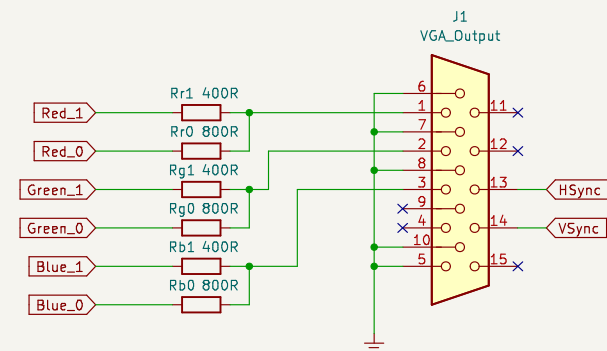 J1
VGA_Output
Rr1 400R
Red_1
Rr0 800R
Red_0
Rg1 400R
Green_1
Rg0 800R
Green_0
Rb1 400R
Blue_1
Rb0 800R
Blue_0
6
1
7
2
8
3
9
4
10
5
11
12
13
14
15
HSync
VSync